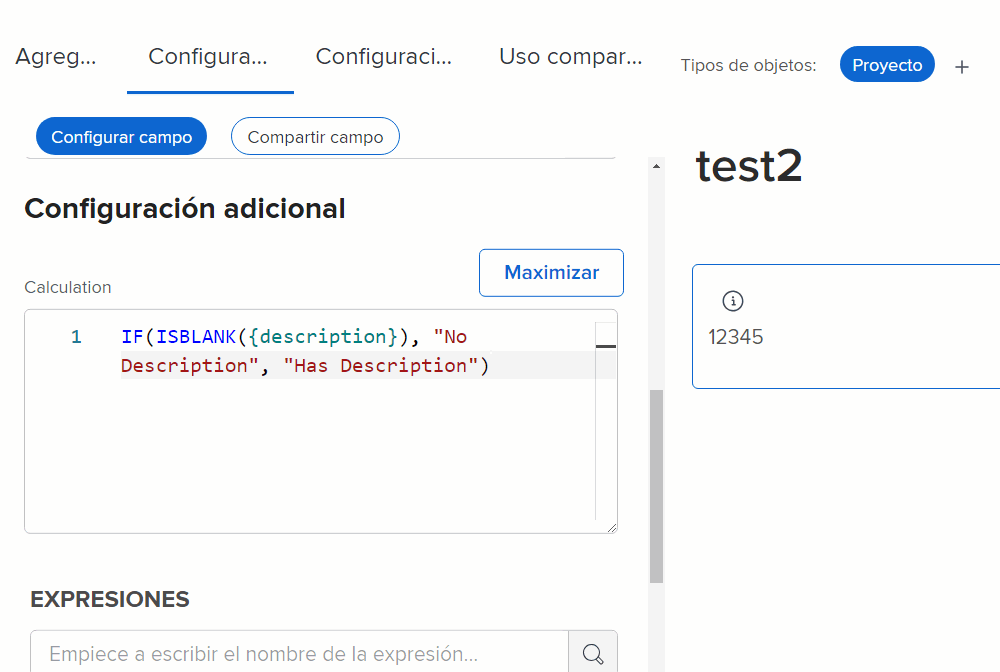 Agreg... Configura... Configuraci... Uso compar... Tipos de objetos: Proyecto +
Configurar campo Compartir campo
test2
Configuración adicional
Maximizar
Calculation
12345
1 IF(ISBLANK({description}), "No
Description", "Has Description")
EXPRESIONES
Empiece a escribir el nombre de la expresión...